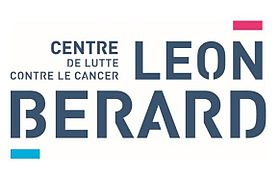 CENTRE
DE LUTTE
CONTRE LE CANCER
LEON
BERARD